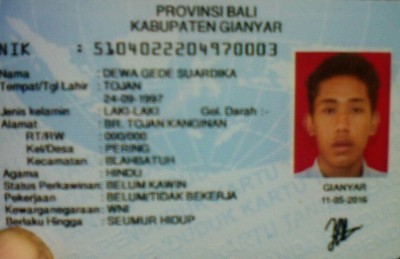 PROVINSI BALI
KABUPATEN GIANYAR
NIK : 5104022204970003
Nama : DEWA GEDE SUARDIKA
Tempat/Tgl Lahir : TOJAN
24-09-1997
Jenis kelamin : LAKI-LAKI Gol. Darah : -
Alamat : BR. TOJAN KANGINAN
RT/RW : 000/000
Kel/Desa : PERING
Kecamatan : BLAHBATUH
Agama : HINDU
Status Perkawinan : BELUM KAWIN
Pekerjaan : BELUM/TIDAK BEKERJA
Kewarganegaraan : WNI
Berlaku Hingga : SEUMUR HIDUP
GIANYAR
11-05-2016